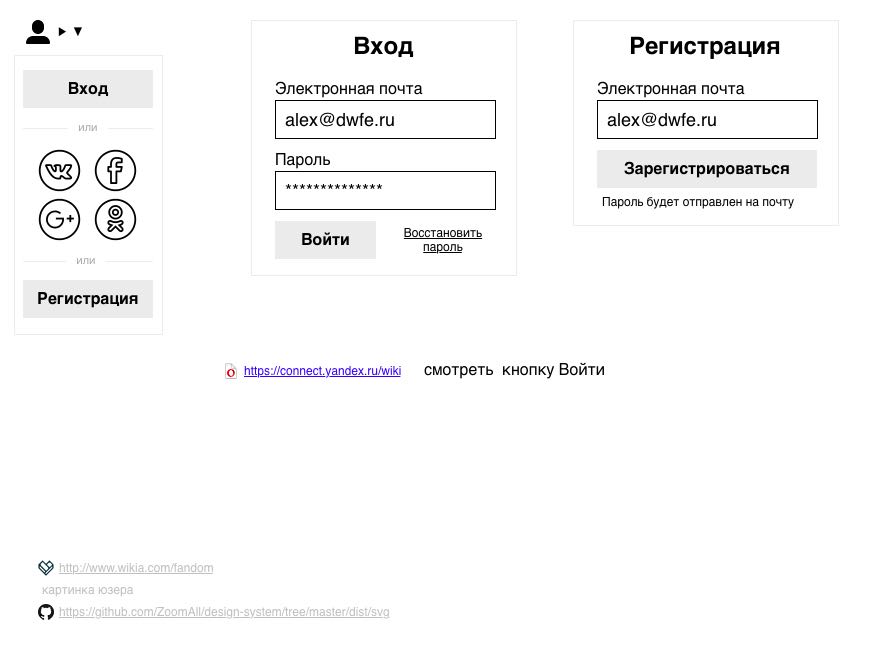 Вход
или
или
Регистрация
Вход
Электронная почта
alex@dwfe.ru
Пароль
**************
Войти
Восстановить
пароль
Регистрация
Электронная почта
alex@dwfe.ru
Зарегистрироваться
Пароль будет отправлен на почту
https://connect.yandex.ru/wiki смотреть кнопку Войти
http://www.wikia.com/fandom
картинка юзера
https://github.com/ZoomAll/design-system/tree/master/dist/svg